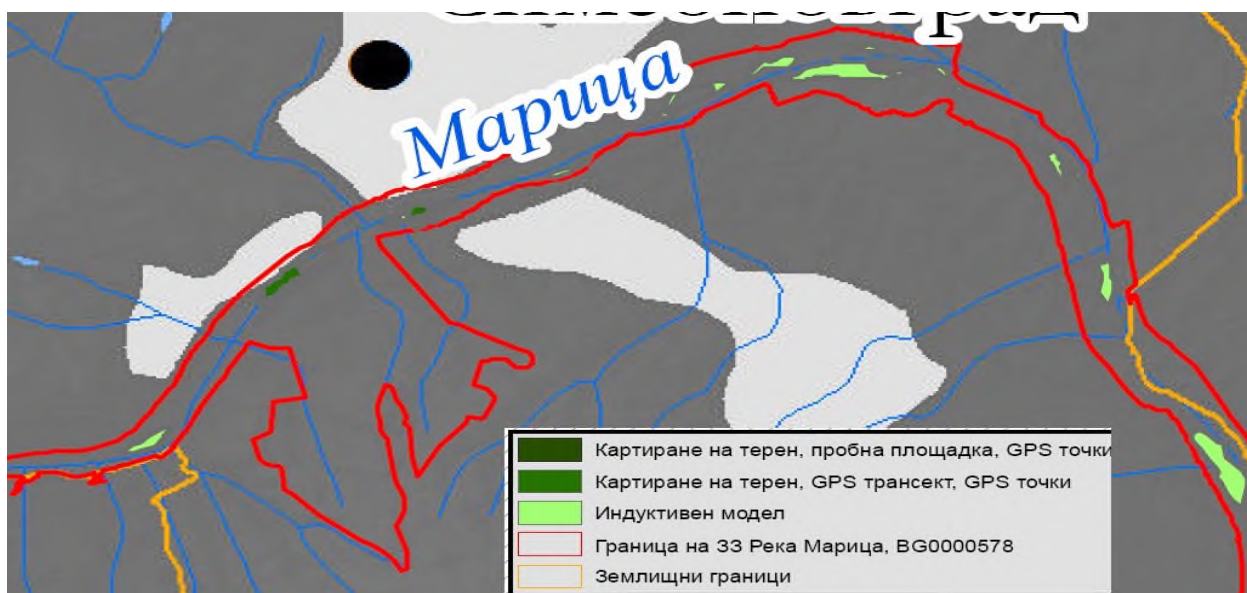 Симеоновград
Марица
Картиране на терен, пробна площадка, GPS точки
Картиране на терен, GPS трансект, GPS точки
Индуктивен модел
Граница на ЗЗ Река Марица, BG0000578
Землищни граници